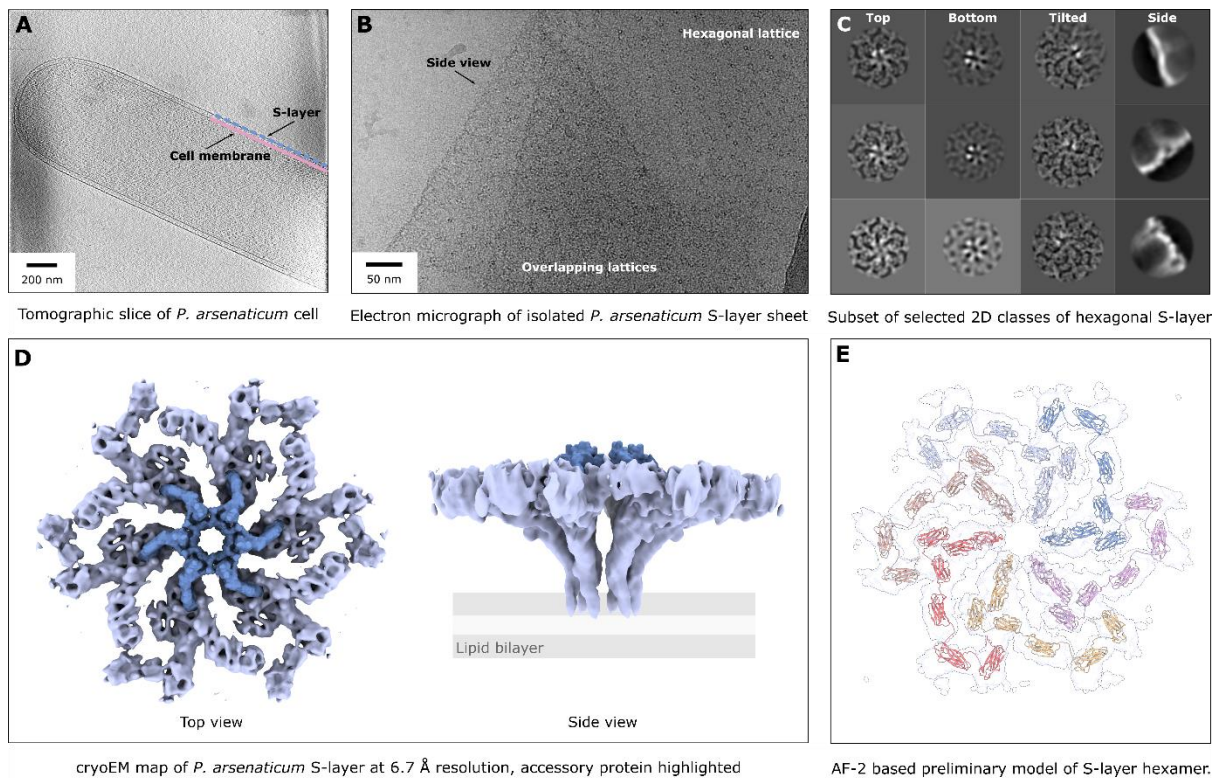 A
S-layer
Cell membrane
200 nm
Tomographic slice of P. arsenaticum cell
B
Hexagonal lattice
Side view
Overlapping lattices
50 nm
Electron micrograph of isolated P. arsenaticum S-layer sheet
C
Top Bottom Tilted Side
Subset of selected 2D classes of hexagonal S-layer
D
Lipid bilayer
Top view
Side view
cryoEM map of P. arsenaticum S-layer at 6.7 Å resolution, accessory protein highlighted
E
AF-2 based preliminary model of S-layer hexamer.